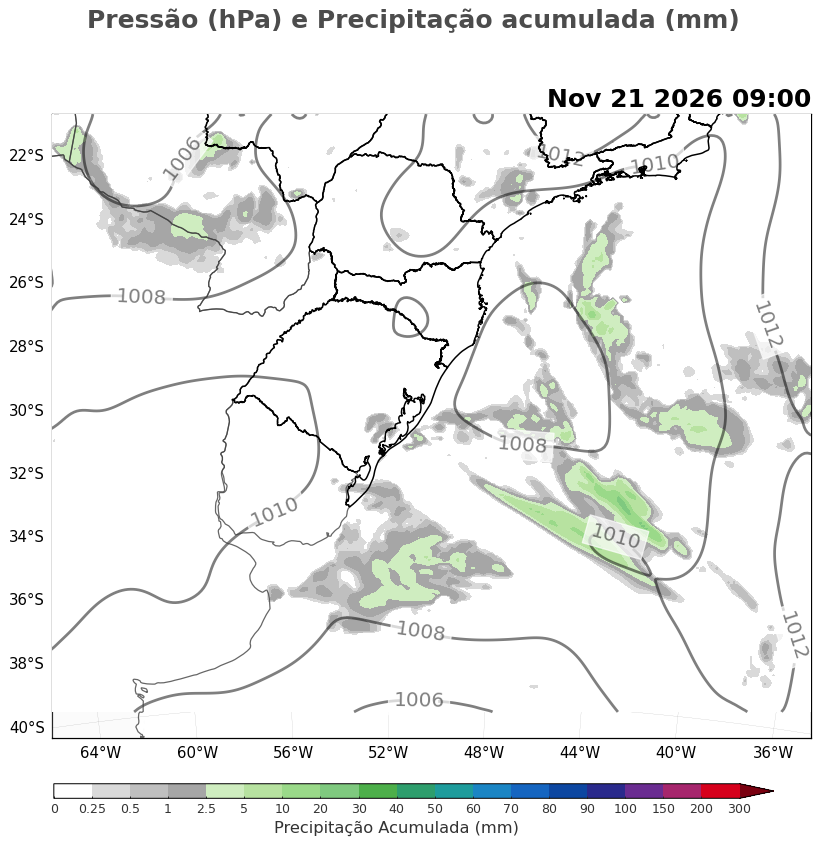 Pressão (hPa) e Precipitação acumulada (mm)
Nov 21 2026 09:00
22°S
24°S
26°S
28°S
30°S
32°S
34°S
36°S
38°S
40°S
1006
1012
1010
1008
1012
1008
1010
1010
1008
1012
1006
64°W 60°W 56°W 52°W 48°W 44°W 40°W 36°W
0 0.25 0.5 1 2.5 5 10 20 30 40 50 60 70 80 90 100 150 200 300
Precipitação Acumulada (mm)